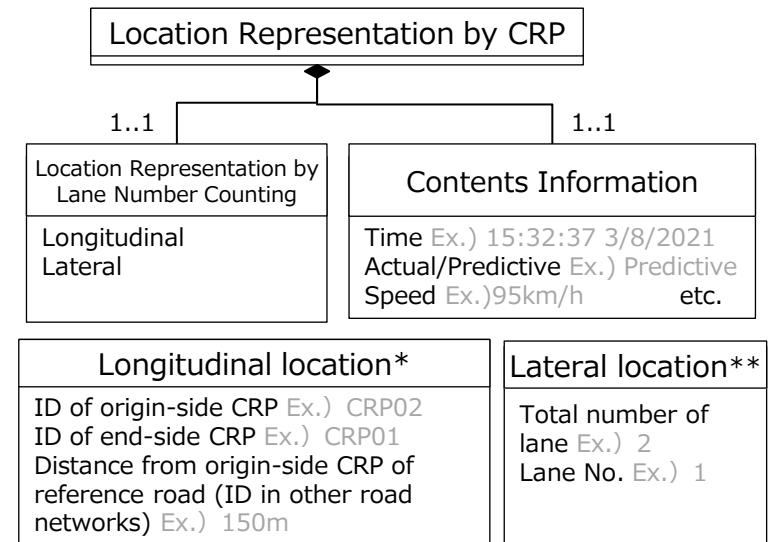 Location Representation by CRP
1..1
1..1
Location Representation by
Lane Number Counting
Longitudinal
Lateral
Contents Information
Time Ex.) 15:32:37 3/8/2021
Actual/Predictive Ex.) Predictive
Speed Ex.)95km/h etc.
Longitudinal location*
ID of origin-side CRP Ex.）CRP02
ID of end-side CRP Ex.）CRP01
Distance from origin-side CRP of
reference road (ID in other road
networks) Ex.）150m
Lateral location**
Total number of
lane Ex.）2
Lane No. Ex.）1